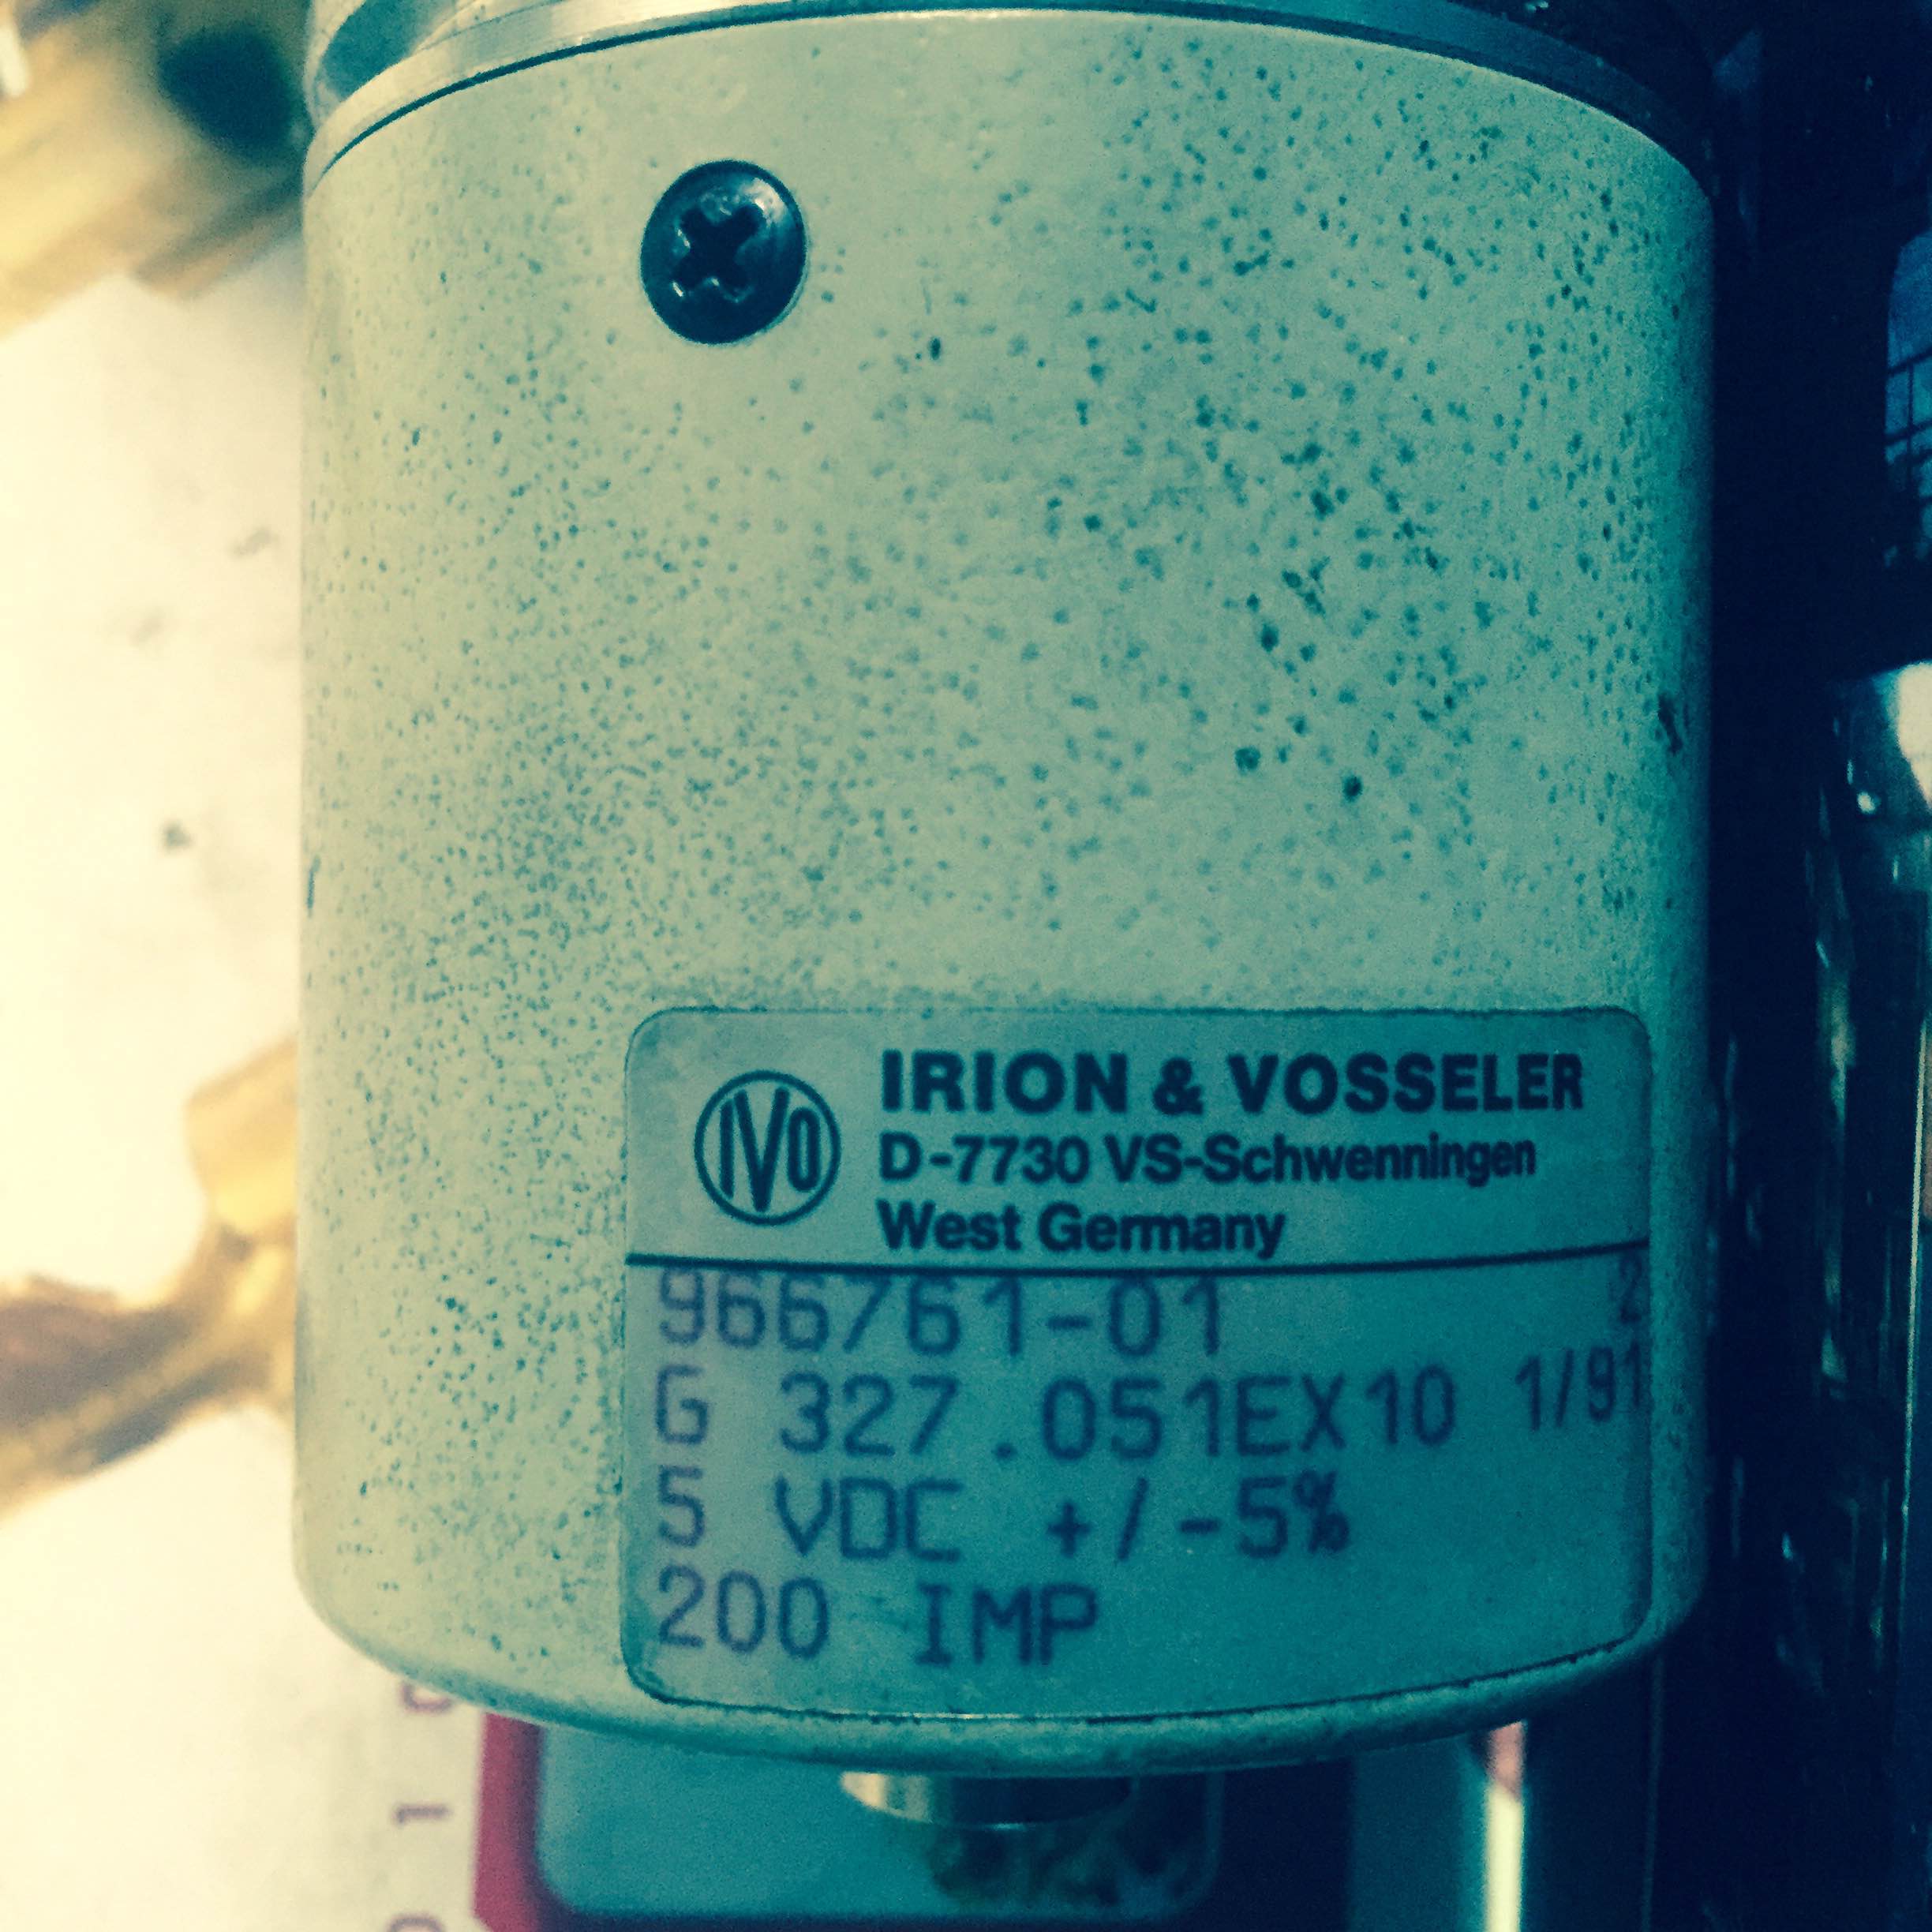 IVO
IRION & VOSSELER
D-7730 VS-Schwenningen
West Germany
966761-01 2
G 327.051EX10 1/91
5 VDC +/-5%
200 IMP
1